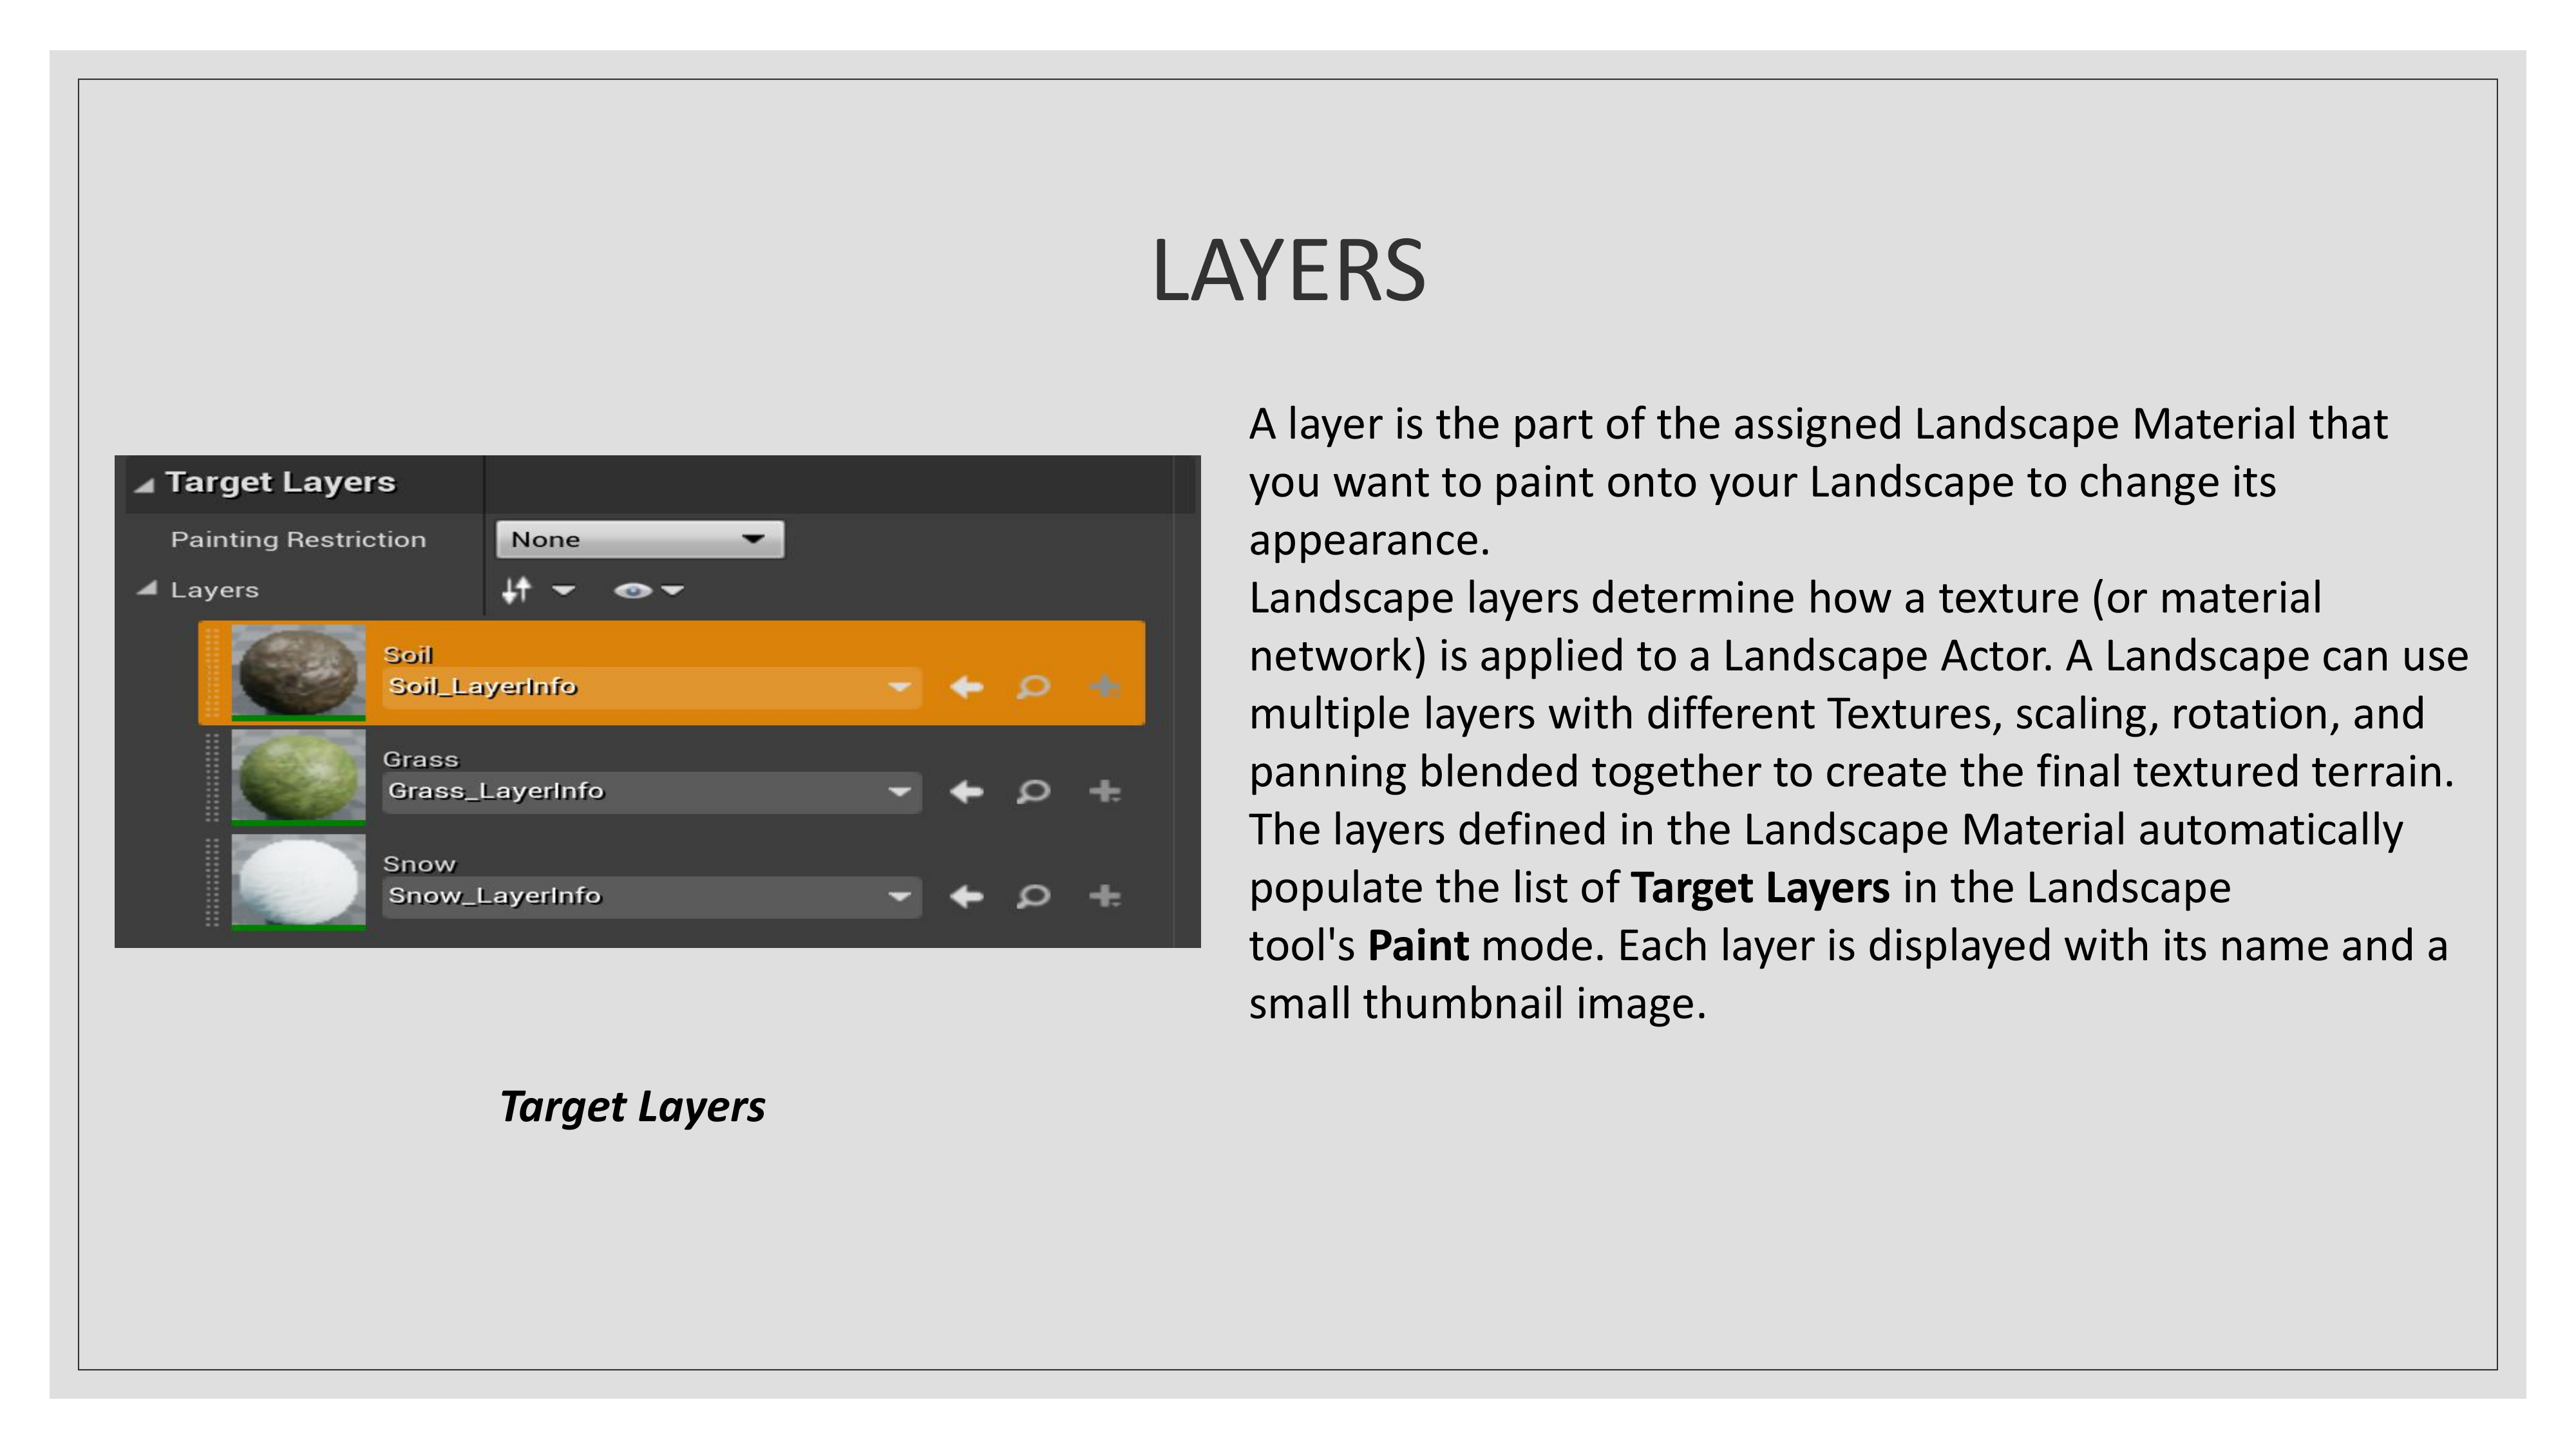 LAYERS
Target Layers
Painting Restriction
None
Layers
Soil
Soil_LayerInfo
Grass
Grass_LayerInfo
Snow
Snow_LayerInfo
Target Layers
A layer is the part of the assigned Landscape Material that
you want to paint onto your Landscape to change its
appearance.
Landscape layers determine how a texture (or material
network) is applied to a Landscape Actor. A Landscape can use
multiple layers with different Textures, scaling, rotation, and
panning blended together to create the final textured terrain.
The layers defined in the Landscape Material automatically
populate the list of Target Layers in the Landscape
tool's Paint mode. Each layer is displayed with its name and a
small thumbnail image.